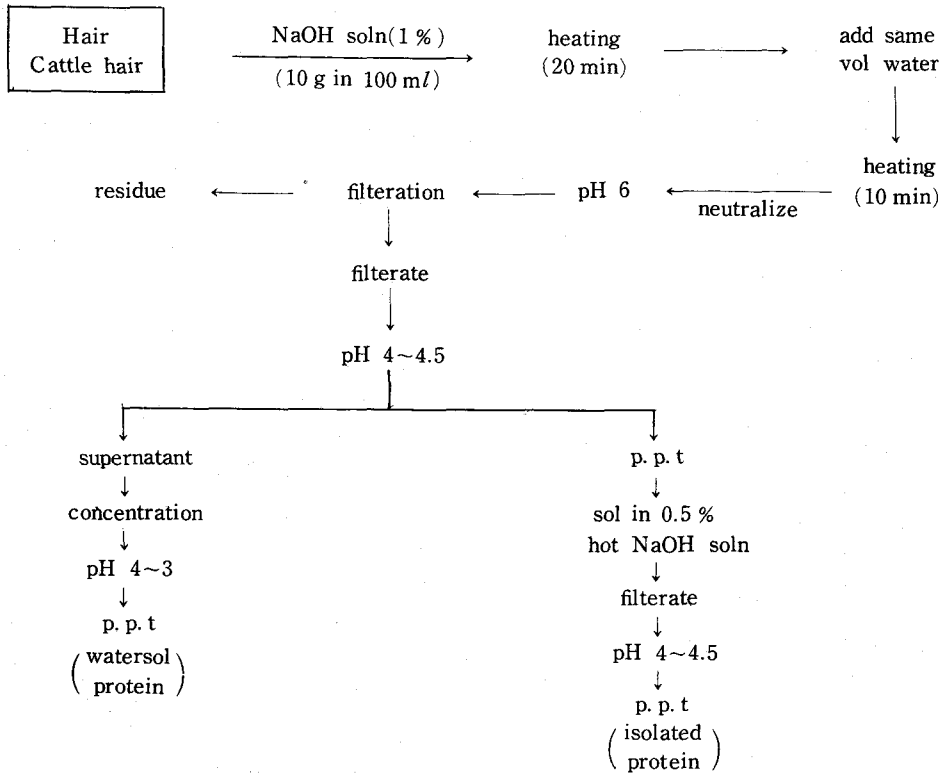 Hair
Cattle hair
NaOH soln(1 %)
(10 g in 100 ml)
heating
(20 min)
add same
vol water
heating
(10 min)
neutralize
pH 6
filteration
residue
filterate
pH 4~4.5
supernatant
concentration
pH 4~3
p. p. t
(watersol
protein)
p. p. t
sol in 0.5 %
hot NaOH soln
filterate
pH 4~4.5
p. p. t
(isolated
protein)